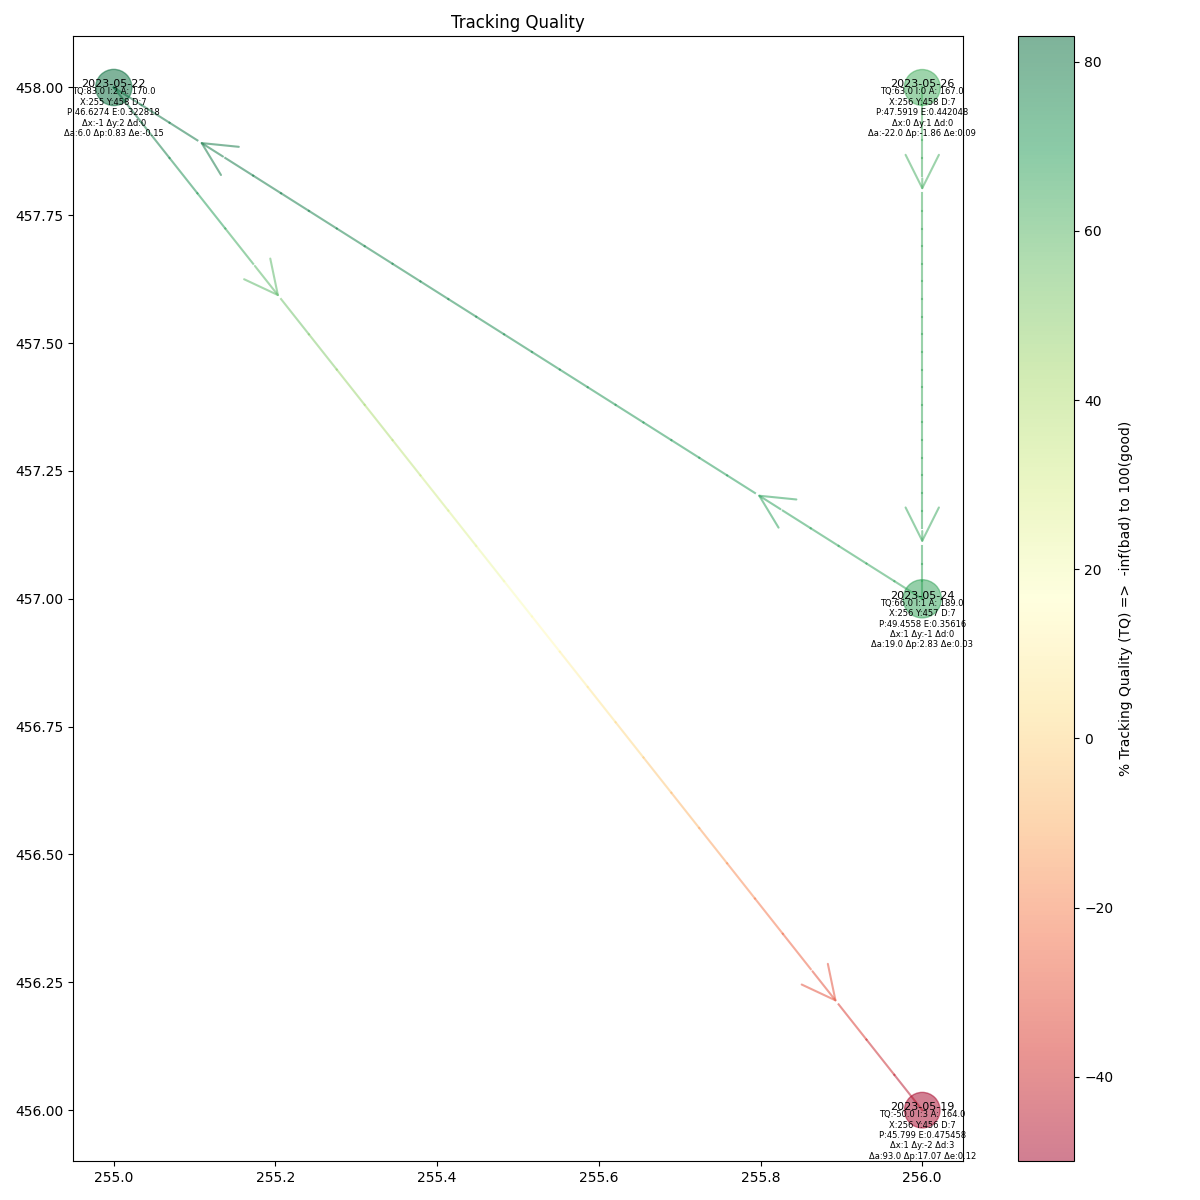 Tracking Quality
458.00
457.75
457.50
457.25
457.00
456.75
456.50
456.25
456.00
2023-05-22
TQ:83.0 I:2 A: 170.0
X:255 Y:458 D:7
P:46.6274 E:0.322818
Δx:-1 Δy:2 Δd:0
Δa:6.0 Δp:0.83 Δe:-0.15
2023-05-26
TQ:63.0 I:0 A: 167.0
X:256 Y:458 D:7
P:47.5919 E:0.442048
Δx:0 Δy:1 Δd:0
Δa:-22.0 Δp:-1.86 Δe:0.09
2023-05-24
TQ:66.0 I:1 A: 189.0
X:256 Y:457 D:7
P:49.4558 E:0.35616
Δx:1 Δy:-1 Δd:0
Δa:19.0 Δp:2.83 Δe:0.03
2023-05-19
TQ:-50.0 I:3 A: 164.0
X:256 Y:456 D:7
P:45.799 E:0.475458
Δx:1 Δy:-2 Δd:3
Δa:93.0 Δp:17.07 Δe:0.12
255.0 255.2 255.4 255.6 255.8 256.0
80
60
40
20
0
−20
−40
% Tracking Quality (TQ) => -inf(bad) to 100(good)